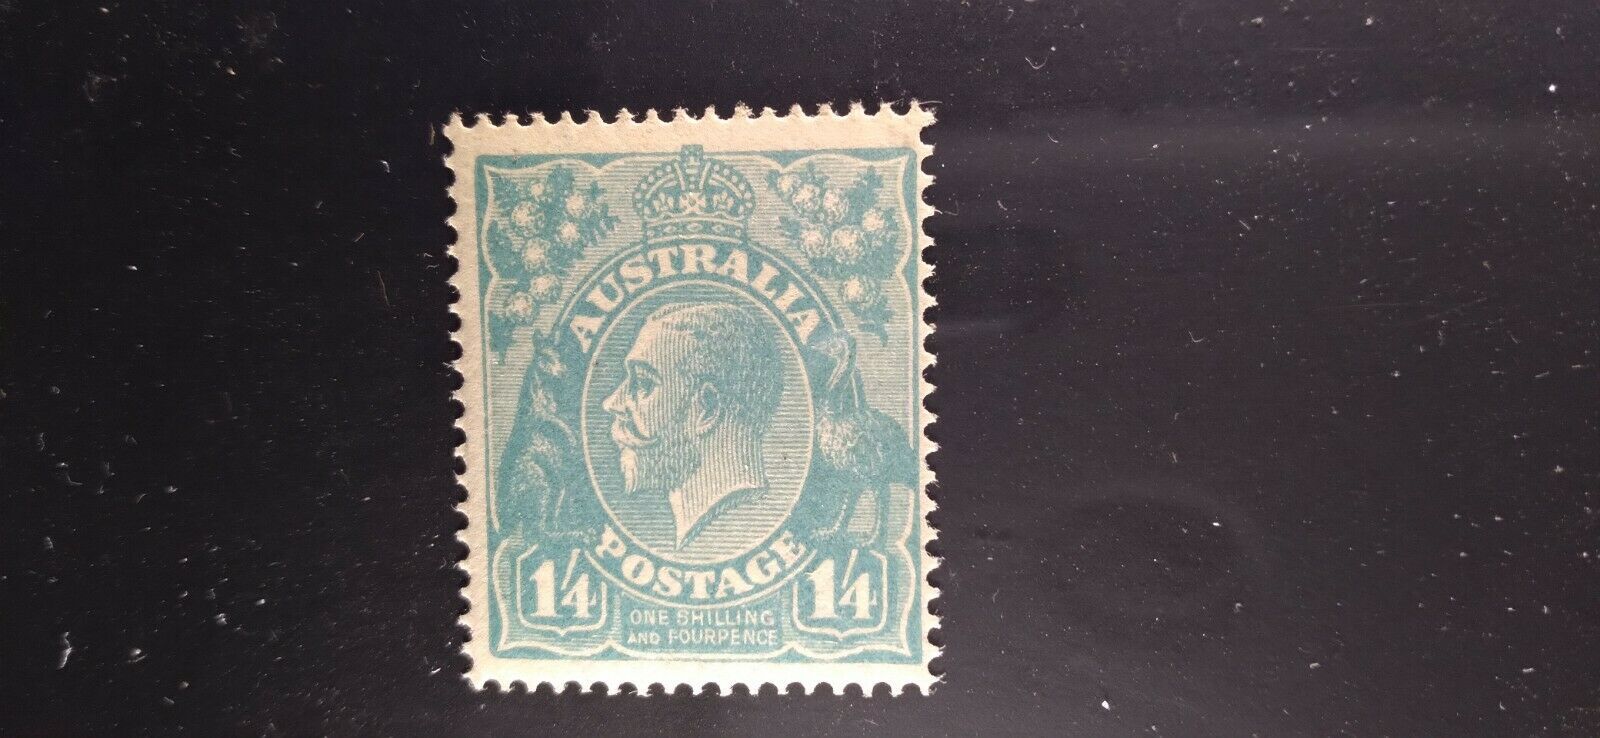 AUSTRALIA
POSTAGE
1/4 1/4
ONE SHILLING
AND FOURPENCE